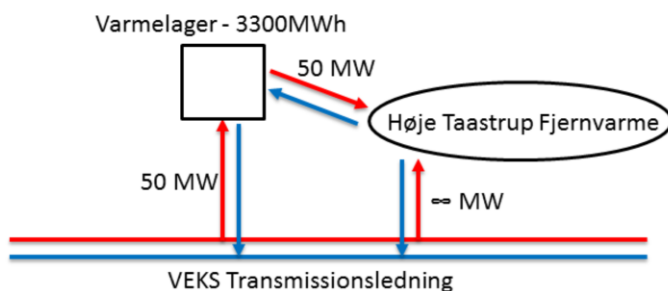 Varmelager - 3300MWh
50 MW
Høje Taastrup Fjernvarme
50 MW
∞ MW
VEKS Transmissionsledning